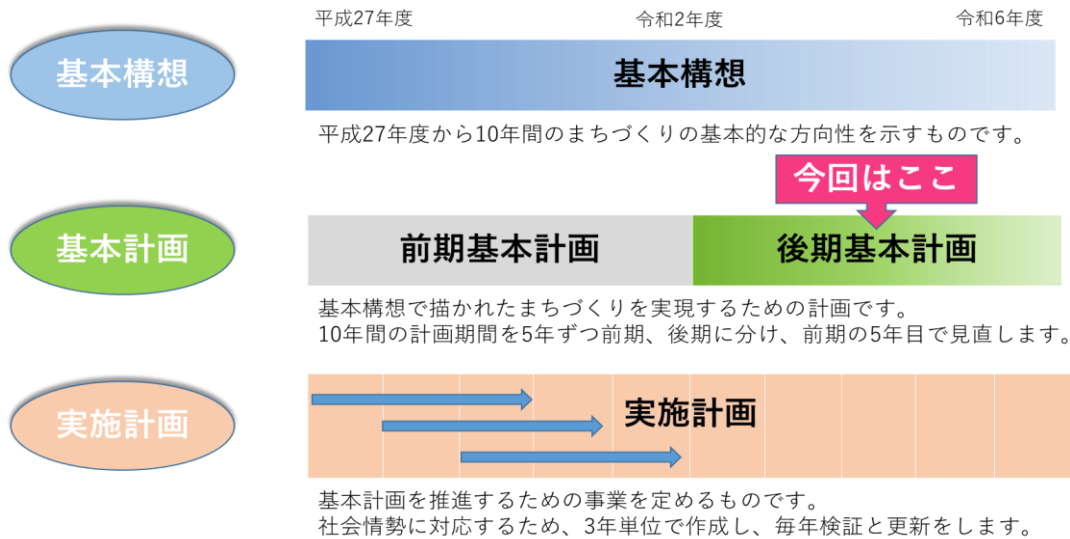 平成27年度
令和2年度
令和6年度
基本構想
基本構想
平成27年度から10年間のまちづくりの基本的な方向性を示すものです。
今回はここ
基本計画
前期基本計画
後期基本計画
基本構想で描かれたまちづくりを実現するための計画です。
10年間の計画期間を5年ずつ前期、後期に分け、前期の5年目で見直します。
実施計画
実施計画
基本計画を推進するための事業を定めるものです。
社会情勢に対応するため、3年単位で作成し、毎年検証と更新をします。